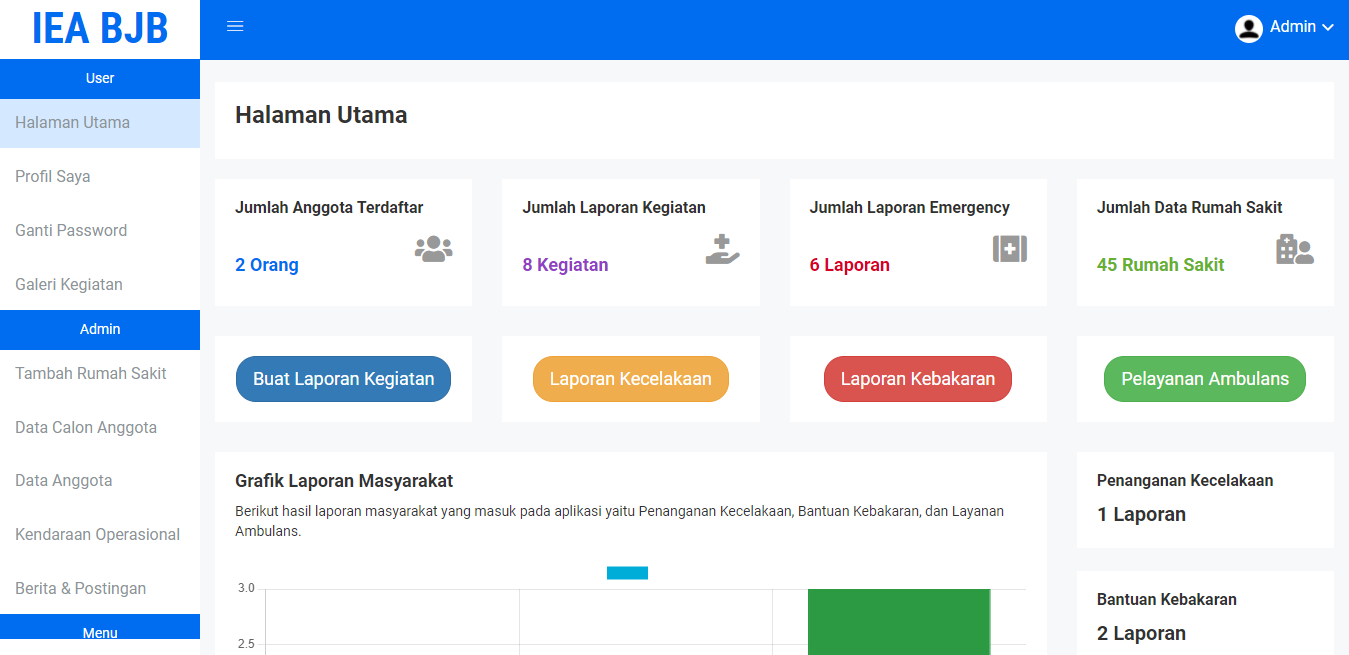 IEA BJB
Admin
User
Halaman Utama
Profil Saya
Ganti Password
Galeri Kegiatan
Admin
Tambah Rumah Sakit
Data Calon Anggota
Data Anggota
Kendaraan Operasional
Berita & Postingan
Menu
Halaman Utama
Jumlah Anggota Terdaftar
2 Orang
Jumlah Laporan Kegiatan
8 Kegiatan
Jumlah Laporan Emergency
6 Laporan
Jumlah Data Rumah Sakit
45 Rumah Sakit
Buat Laporan Kegiatan
Laporan Kecelakaan
Laporan Kebakaran
Pelayanan Ambulans
Grafik Laporan Masyarakat
Berikut hasil laporan masyarakat yang masuk pada aplikasi yaitu Penanganan Kecelakaan, Bantuan Kebakaran, dan Layanan
Ambulans.
3.0
2.5
Penanganan Kecelakaan
1 Laporan
Bantuan Kebakaran
2 Laporan